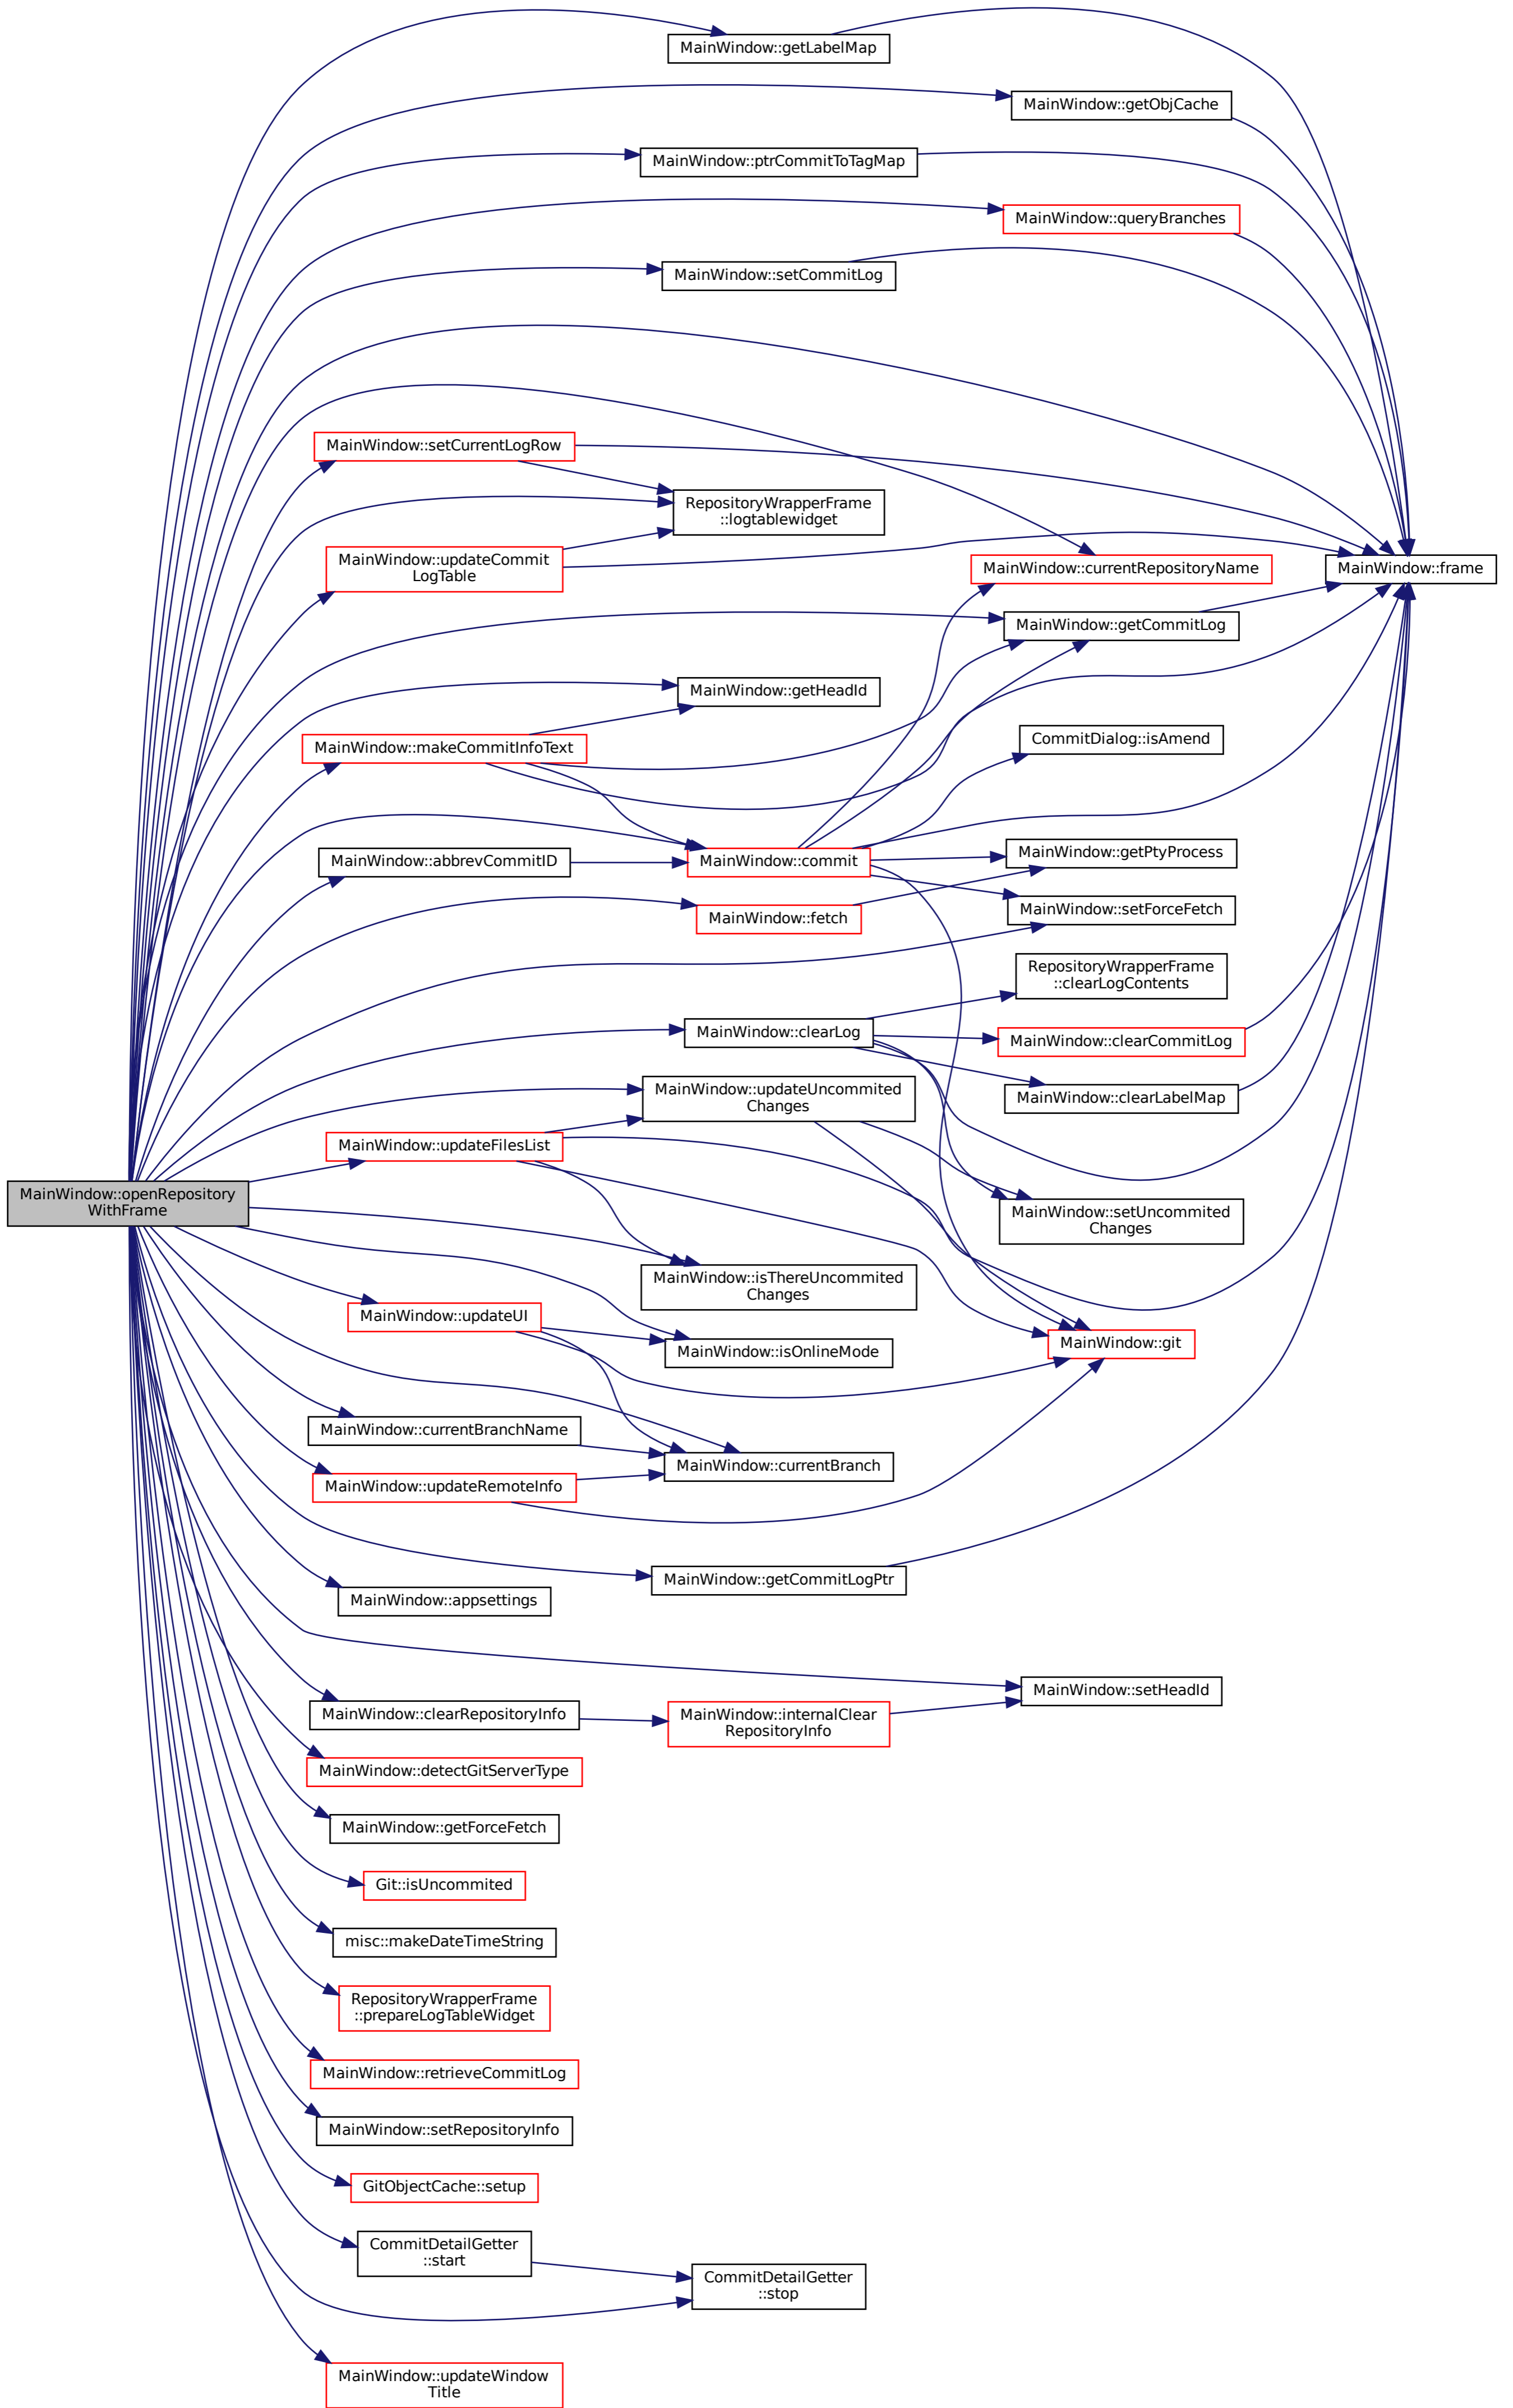 MainWindow::getLabelMap
MainWindow::getObjCache
MainWindow::ptrCommitToTagMap
MainWindow::queryBranches
MainWindow::setCommitLog
MainWindow::setCurrentLogRow
RepositoryWrapperFrame
::logtablewidget
MainWindow::updateCommit
LogTable
MainWindow::currentRepositoryName
MainWindow::frame
MainWindow::getCommitLog
MainWindow::getHeadId
CommitDialog::isAmend
MainWindow::makeCommitInfoText
MainWindow::getPtyProcess
MainWindow::abbrevCommitID
MainWindow::commit
MainWindow::setForceFetch
MainWindow::fetch
RepositoryWrapperFrame
::clearLogContents
MainWindow::clearLog
MainWindow::clearCommitLog
MainWindow::updateUncommited
Changes
MainWindow::clearLabelMap
MainWindow::updateFilesList
MainWindow::openRepository
WithFrame
MainWindow::setUncommited
Changes
MainWindow::isThereUncommited
Changes
MainWindow::updateUI
MainWindow::git
MainWindow::isOnlineMode
MainWindow::currentBranchName
MainWindow::currentBranch
MainWindow::updateRemoteInfo
MainWindow::getCommitLogPtr
MainWindow::appsettings
MainWindow::setHeadId
MainWindow::clearRepositoryInfo
MainWindow::internalClear
RepositoryInfo
MainWindow::detectGitServerType
MainWindow::getForceFetch
Git::isUncommited
misc::makeDateTimeString
RepositoryWrapperFrame
::prepareLogTableWidget
MainWindow::retrieveCommitLog
MainWindow::setRepositoryInfo
GitObjectCache::setup
CommitDetailGetter
::start
CommitDetailGetter
::stop
MainWindow::updateWindow
Title